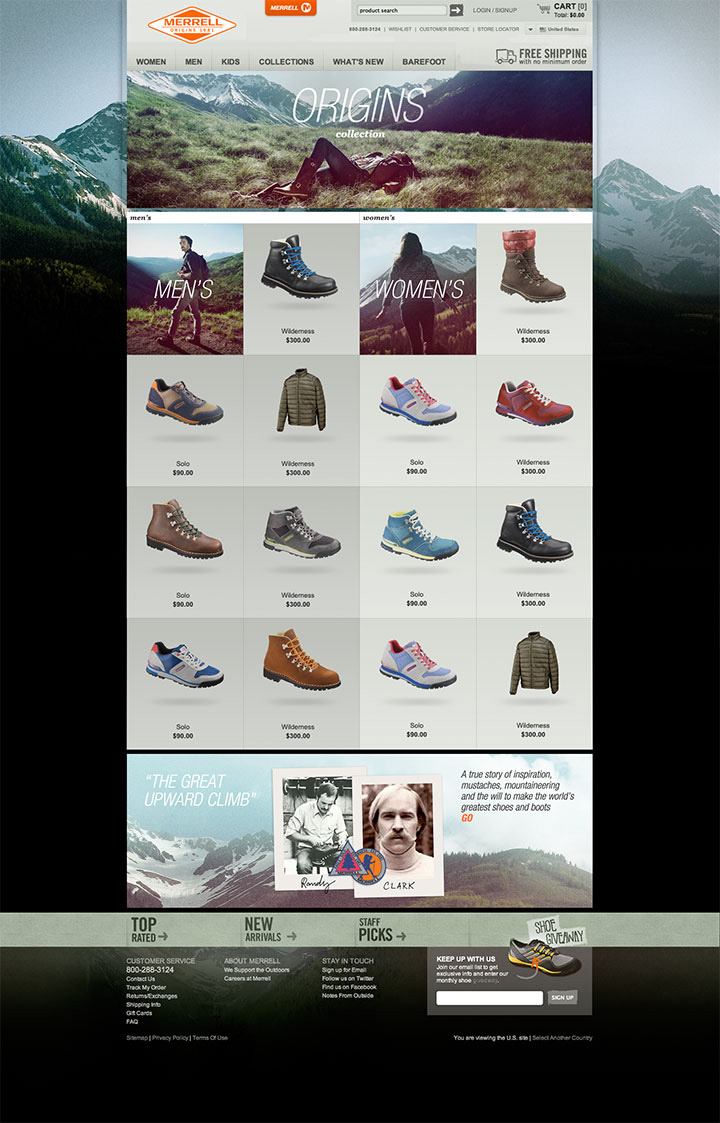 MERRELL
ORIGINS 1981
MERRELL M
product search
LOGIN / SIGNUP
CART [0]
Total: $0.00
800-288-3124 | WISHLIST | CUSTOMER SERVICE | STORE LOCATOR
United States
WOMEN MEN KIDS COLLECTIONS WHAT'S NEW BAREFOOT
FREE SHIPPING
with no minimum order
ORIGINS
collection
men's women's
MEN'S WOMEN'S
Wilderness Wilderness
$300.00 $300.00
Solo Wilderness Solo Wilderness
$90.00 $300.00 $90.00 $300.00
Solo Wilderness Solo Wilderness
$90.00 $300.00 $90.00 $300.00
Solo Wilderness Solo Wilderness
$90.00 $300.00 $90.00 $300.00
"THE GREAT
UPWARD CLIMB"
Randy
CLARK
A true story of inspiration,
mustaches, mountaineering
and the will to make the world's
greatest shoes and boots
GO
TOP
RATED
NEW
ARRIVALS
STAFF
PICKS
SHOE
GIVEAWAY
CUSTOMER SERVICE
800-288-3124
Contact Us
Track My Order
Returns/Exchanges
Shipping Info
Gift Cards
FAQ
ABOUT MERRELL
We Support the Outdoors
Careers at Merrell
STAY IN TOUCH
Sign up for Email
Follow us on Twitter
Find us on Facebook
Notes From Outside
KEEP UP WITH US
Join our email list to get
exclusive info and enter our
monthly shoe giveaway.
SIGN UP
Sitemap | Privacy Policy | Terms Of Use
You are viewing the U.S. site | Select Another Country